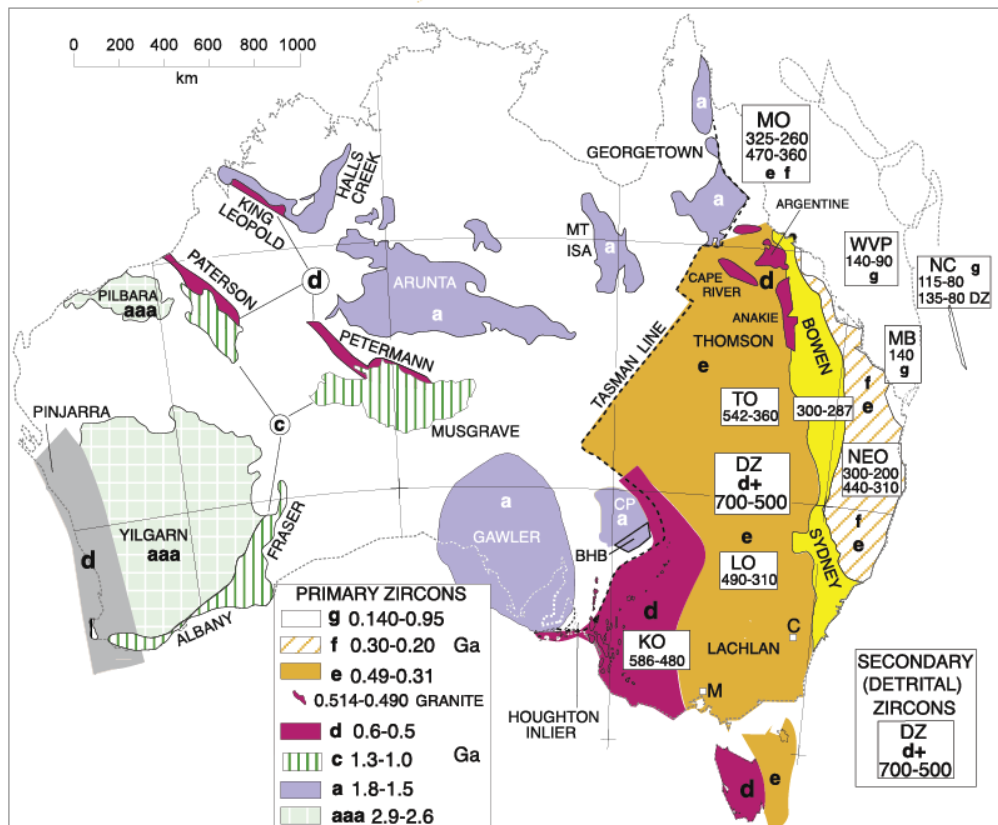 0 200 400 600 800 1000
km
a
GEORGETOWN
MO
325-260
470-360
e f
HALLS
CREEK
KING
LEOPOLD
MT
ISA
a
a
ARGENTINE
WVP
140-90
g
NC g
115-80
135-80 DZ
PATERSON
d
PILBARA
aaa
ARUNTA
a
CAPE
RIVER
d
ANAKIE
THOMSON
BOWEN
MB
140
g
PETERMANN
TASMAN LINE
e
f
e
PINJARRA
c
MUSGRAVE
TO
542-360
300-287
NEO
300-200
440-310
DZ
d+
700-500
a
GAWLER
CP
a
BHB
YILGARN
aaa
FRASER
d
e
f
e
SYDNEY
LO
490-310
ALBANY
d
KO
586-480
LACHLAN
C
M
HOUGHTON
INLIER
PRIMARY ZIRCONS
g 0.140-0.95
f 0.30-0.20 Ga
e 0.49-0.31
0.514-0.490 GRANITE
d 0.6-0.5
c 1.3-1.0 Ga
a 1.8-1.5
aaa 2.9-2.6
SECONDARY
(DETRITAL)
ZIRCONS
DZ
d+
700-500
d
e